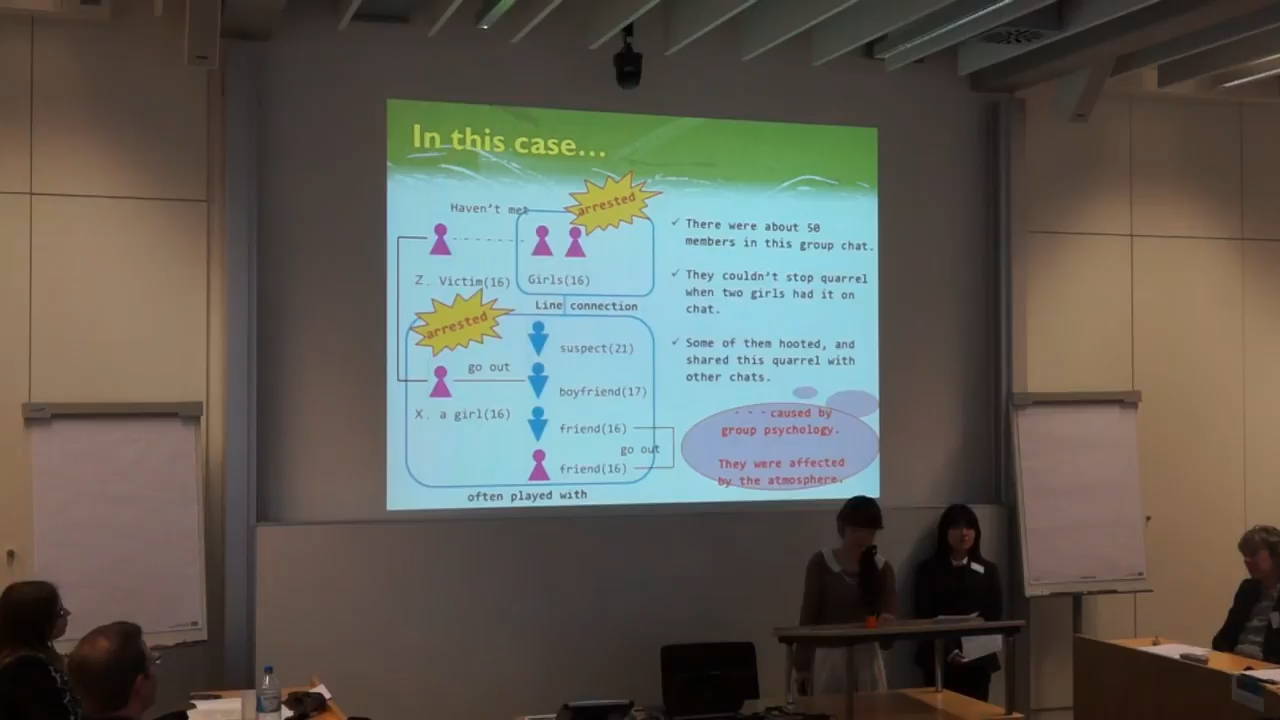 In this case...
Haven't met
arrested
Z. Victim(16)
Girls(16)
Line connection
arrested
suspect(21)
go out
boyfriend(17)
X. a girl(16)
friend(16)
go out
friend(16)
often played with
✓ There were about 50
members in this group chat.
✓ They couldn't stop quarrel
when two girls had it on
chat.
✓ Some of them hooted, and
shared this quarrel with
other chats.
・・・caused by
group psychology.
They were affected
by the atmosphere.